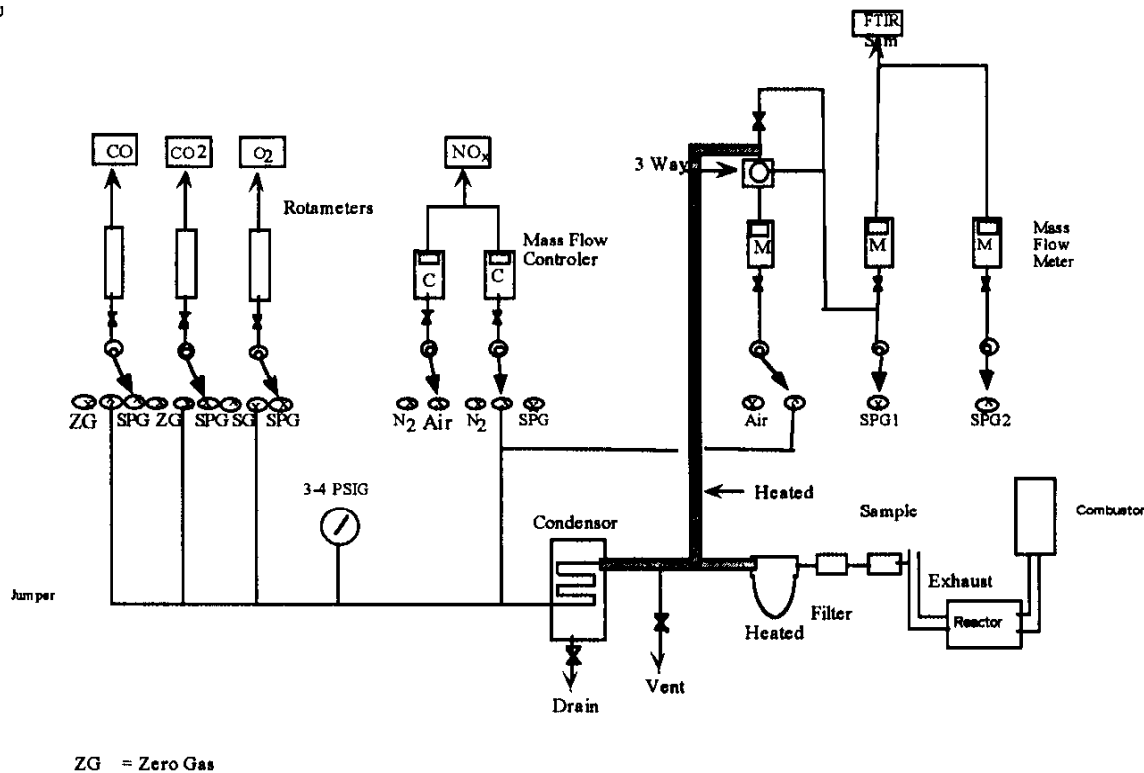 FTIR
Sam
CO
CO2
O2
NOx
3 Way
Rotameters
Mass Flow
Controler
C
C
M
M
M
Mass
Flow
Meter
ZG
SPG
ZG
SPG
SG
SPG
N2
Air
N2
SPG
Air
SPG1
SPG2
3-4 PSIG
Heated
Condensor
Sample
Combustor
Jumper
Exhaust
Filter
Reactor
Heated
Vent
Drain
ZG = Zero Gas